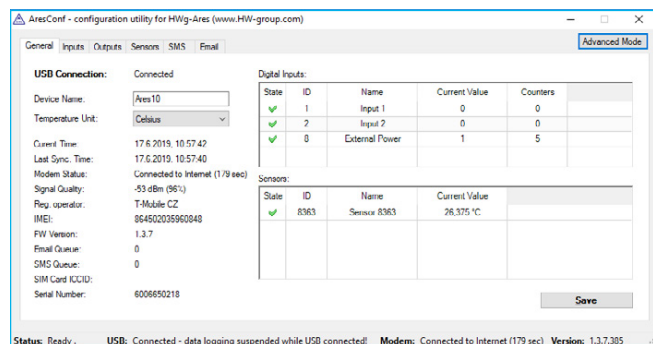 AresConf - configuration utility for HWg-Ares (www.HW-group.com)
General Inputs Outputs Sensors SMS Email
Advanced Mode
USB Connection: Connected
Device Name: Ares10
Temperature Unit: Celsius
Curent Time: 17.6.2019, 10:57:42
Last Sync. Time: 17.6.2019, 10:57:40
Modem Status: Connected to Internet (179 sec)
Signal Quality: -53 dBm (96%)
Reg. operator: T-Mobile CZ
IMEI: 864502035960848
FW Version: 1.3.7
Email Queue: 0
SMS Queue: 0
SIM Card ICCID:
Serial Number: 6006650218
Digital Inputs:
State ID Name Current Value Counters
1 Input 1 0 0
2 Input 2 0 0
8 External Power 1 5
Sensors:
State ID Name Current Value
8363 Sensor 8363 26,375 °C
Save
Status: Ready . USB: Connected - data logging suspended while USB connected! Modem: Connected to Internet (179 sec) Version: 1.3.7.385